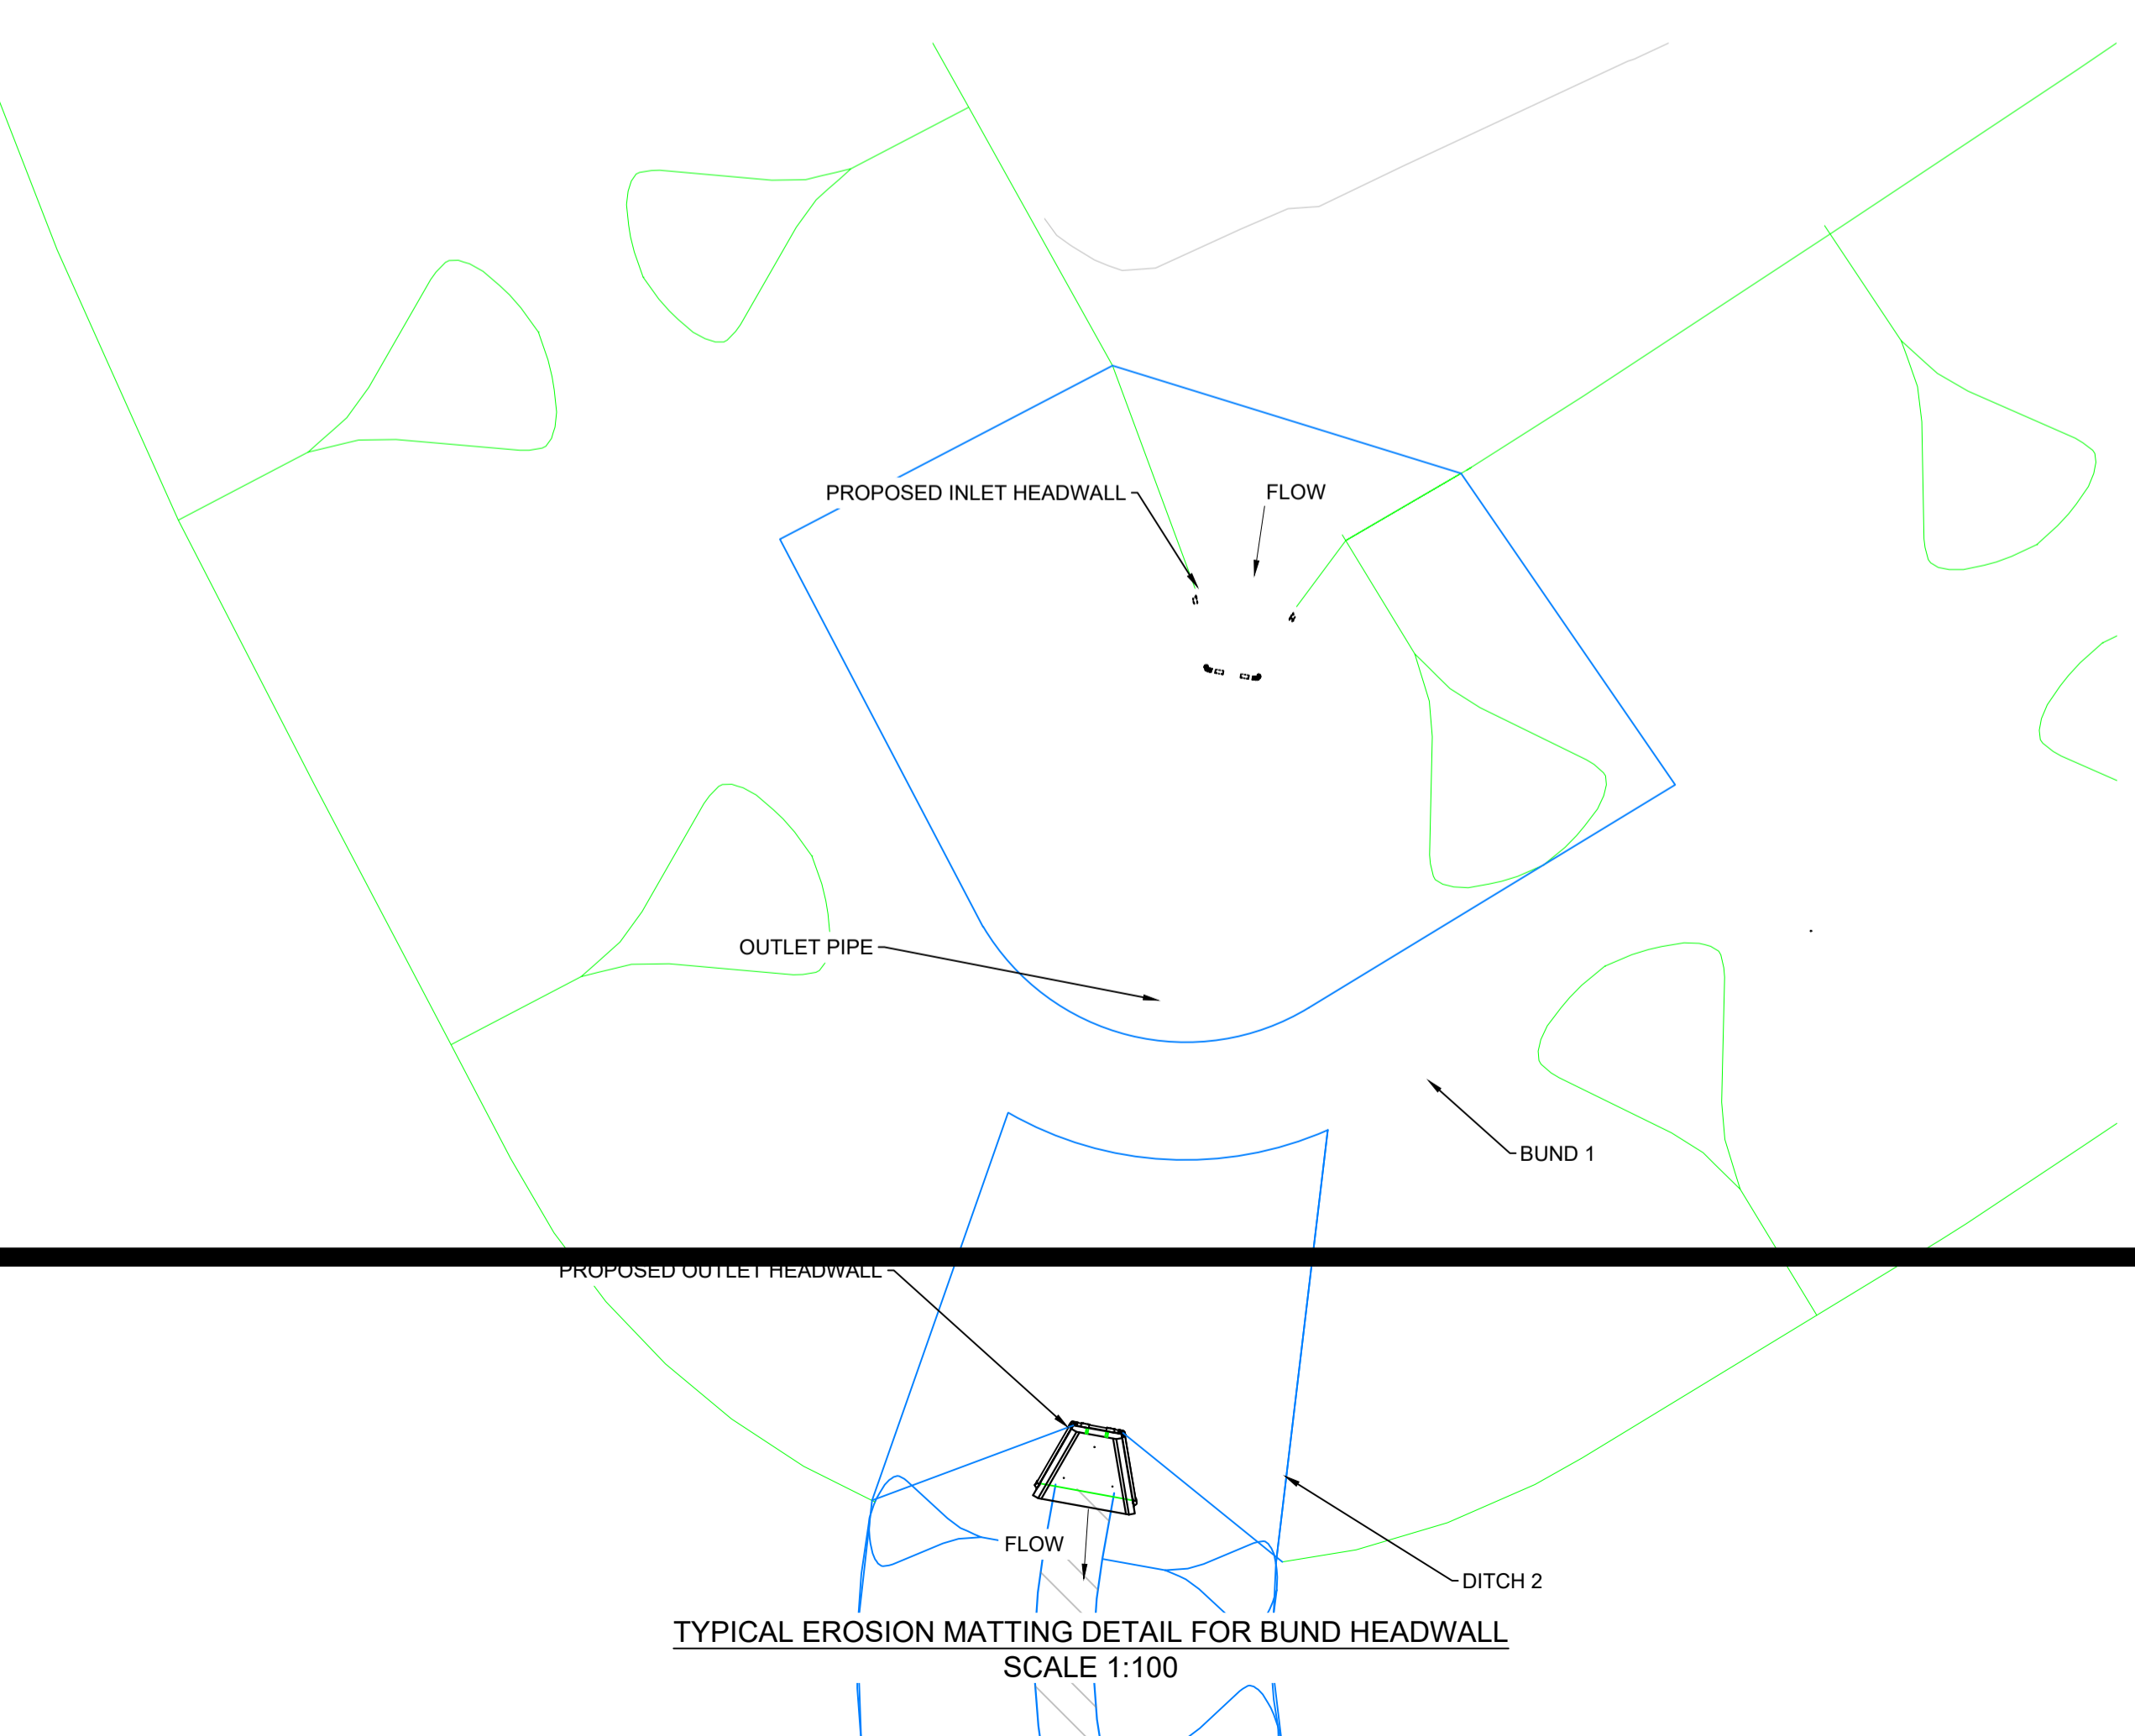 PROPOSED INLET HEADWALL
FLOW
OUTLET PIPE
BUND 1
PROPOSED OUTLET HEADWALL
FLOW
DITCH 2
TYPICAL EROSION MATTING DETAIL FOR BUND HEADWALL
SCALE 1:100